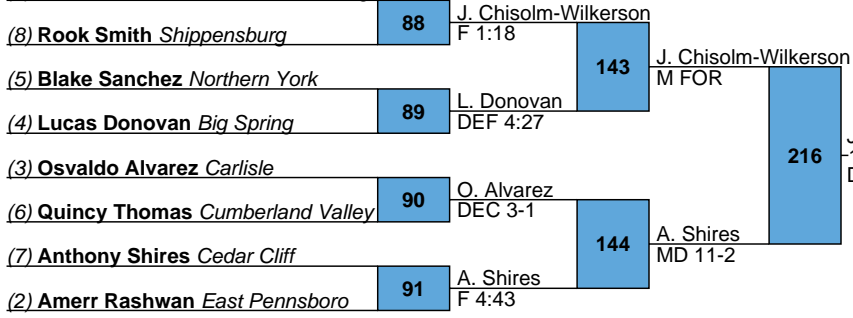 (8) Rook Smith Shippensburg
(5) Blake Sanchez Northern York
(4) Lucas Donovan Big Spring
(3) Osvaldo Alvarez Carlisle
(6) Quincy Thomas Cumberland Valley
(7) Anthony Shires Cedar Cliff
(2) Amerr Rashwan East Pennsboro
88
89
90
91
J. Chisolm-Wilkerson
F 1:18
L. Donovan
DEF 4:27
O. Alvarez
DEC 3-1
A. Shires
F 4:43
143
144
J. Chisolm-Wilkerson
M FOR
A. Shires
MD 11-2
216